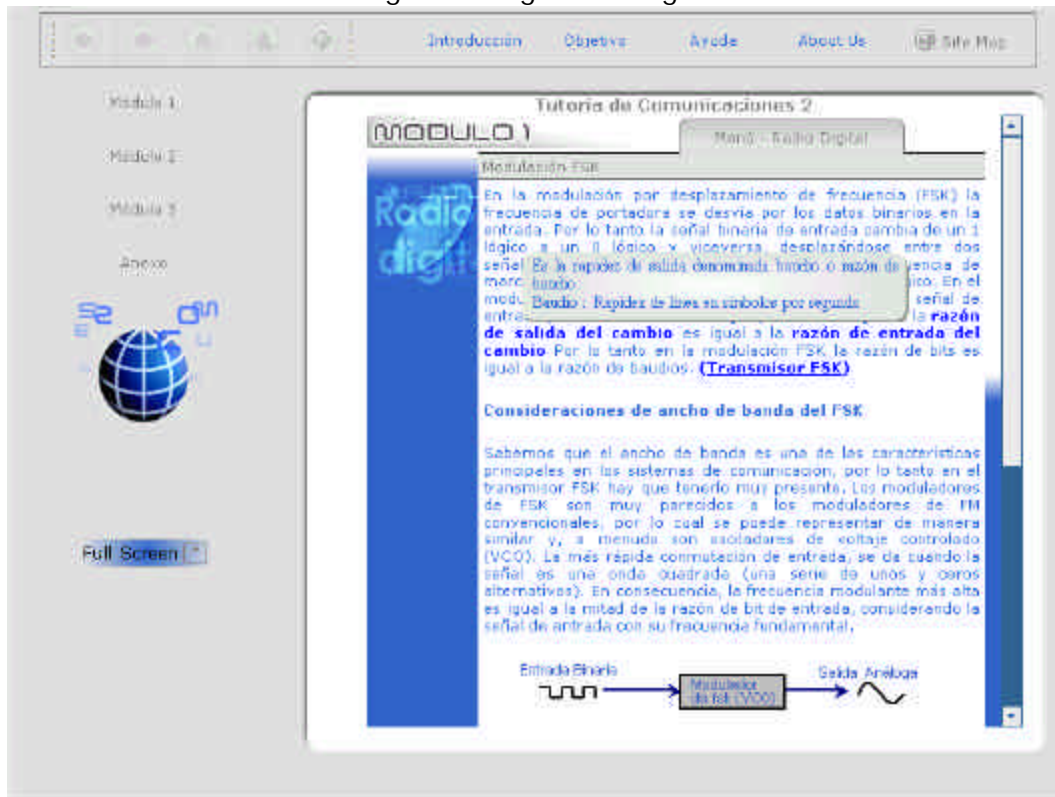 Introducción Objetivo Ayuda About Us Site Map
Módulo 1
Módulo 2
Módulo 3
Anexo
Full Screen
Tutoria de Comunicaciones 2
MODULO 1
Menú - Radio Digital
Modulación FSK
Radio
digit
En la modulación por desplazamiento de frecuencia (FSK) la
frecuencia de portadora se desvía por los datos binarios en la
entrada. Por lo tanto la señal binaria de entrada cambia de un 1
lógico a un 0 lógico y viceversa, desplazándose entre dos
señal
Es la rapidez de salida denominada baudio o razón de
baudio
Baudio : Rapidez de línea en símbolos por segundo
uencia de
marc
ico. En el
modu
señal de
entra
la razón
de salida del cambio es igual a la razón de entrada del
cambio Por lo tanto en la modulación FSK la razón de bits es
igual a la razón de baudios. (Transmisor FSK)
Consideraciones de ancho de banda del FSK
Sabemos que el ancho de banda es una de las características
principales en los sistemas de comunicación, por lo tanto en el
transmisor FSK hay que tenerlo muy presente. Los moduladores
de FSK son muy parecidos a los moduladores de FM
convencionales, por lo cual se puede representar de manera
similar y, a menudo son osciladores de voltaje controlado
(VCO). La más rápida conmutación de entrada, se da cuando la
señal es una onda cuadrada (una serie de unos y ceros
alternativos). En consecuencia, la frecuencia modulante más alta
es igual a la mitad de la razón de bit de entrada, considerando la
señal de entrada con su frecuencia fundamental.
Entrada Binaria
Modulador
de fsk (VCO)
Salida Análoga